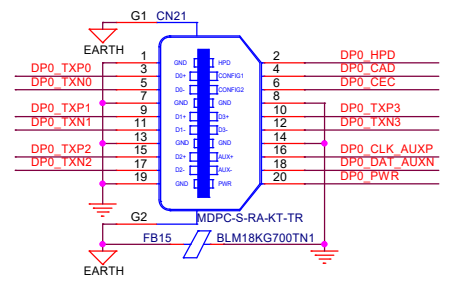 G1 CN21
EARTH
1 GND HPD 2 DP0_HPD
DP0_TXP0 3 D0+ CONFIG1 4 DP0_CAD
DP0_TXN0 5 D0- CONFIG2 6 DP0_CEC
7 GND GND 8
DP0_TXP1 9 D1+ D3+ 10 DP0_TXP3
DP0_TXN1 11 D1- D3- 12 DP0_TXN3
13 GND GND 14
DP0_TXP2 15 D2+ AUX+ 16 DP0_CLK_AUXP
DP0_TXN2 17 D2- AUX- 18 DP0_DAT_AUXN
19 GND PWR 20 DP0_PWR
G2 MDPC-S-RA-KT-TR
FB15 BLM18KG700TN1
EARTH